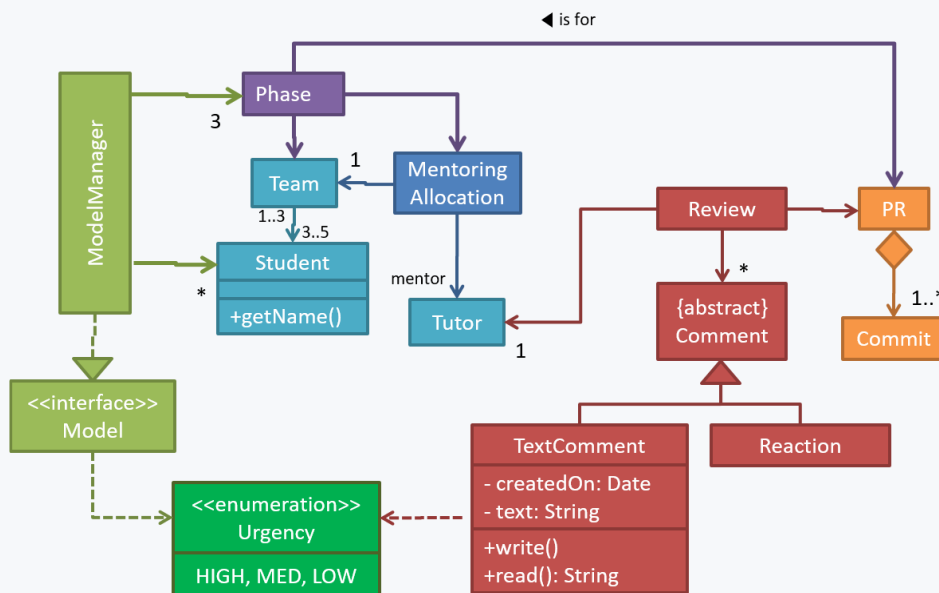 ◀ is for
ModelManager
3
Phase
Team
1
Mentoring
Allocation
Review
PR
1..3
3..5
Student
*
+getName()
mentor
Tutor
1
*
{abstract}
Comment
1..*
Commit
<<interface>>
Model
TextComment
- createdOn: Date
- text: String
+write()
+read(): String
Reaction
<<enumeration>>
Urgency
HIGH, MED, LOW